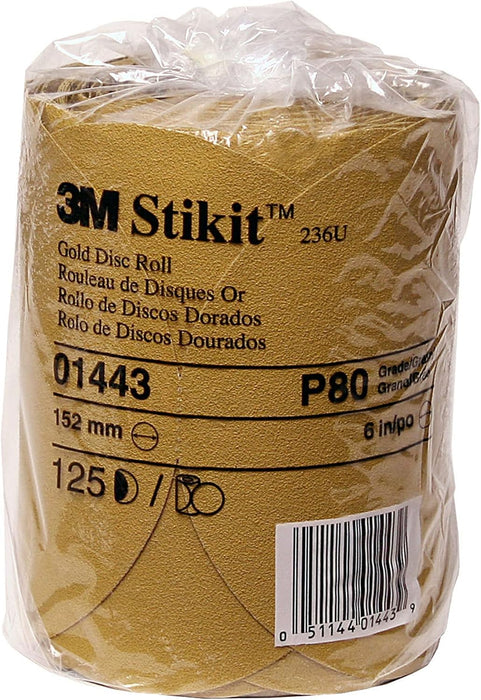 3M Stikit™ 236U
Gold Disc Roll
Rouleau de Disques Or
Rollo de Discos Dorados
Rolo de Discos Dourados
01443 P80
152 mm 6 in/po
125 /
0 51144 01443 9